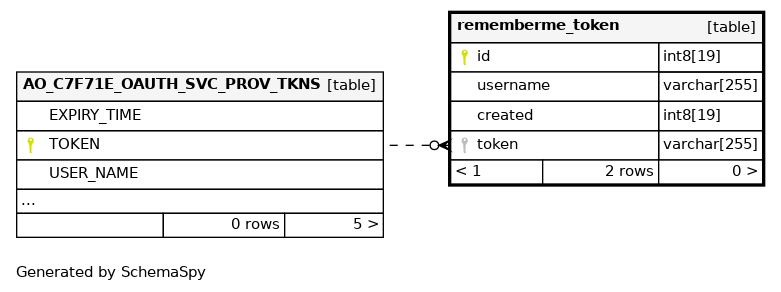 rememberme_token [table]
id int8[19]
username varchar[255]
created int8[19]
token varchar[255]
< 1 2 rows 0 >
AO_C7F71E_OAUTH_SVC_PROV_TKNS [table]
EXPIRY_TIME
TOKEN
USER_NAME
...
0 rows 5 >
Generated by SchemaSpy